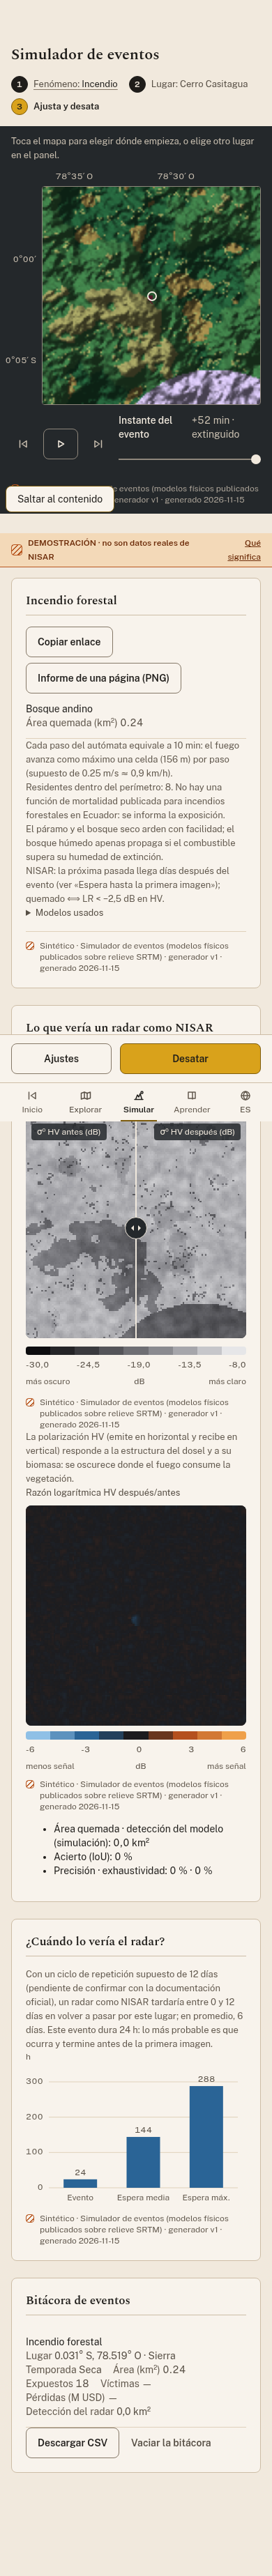 Simulador de eventos
1 Fenómeno: Incendio 2 Lugar: Cerro Casitagua
3 Ajusta y desata
Toca el mapa para elegir dónde empieza, o elige otro lugar
en el panel.
78°35′ O 78°30′ O
0°00′
0°05′ S
Instante del
evento
+52 min ·
extinguido
e eventos (modelos físicos publicados
enerador v1 · generado 2026-11-15
Saltar al contenido
DEMOSTRACIÓN · no son datos reales de
NISAR
Qué
significa
Incendio forestal
Copiar enlace
Informe de una página (PNG)
Bosque andino
Área quemada (km²) 0.24
Cada paso del autómata equivale a 10 min: el fuego
avanza como máximo una celda (156 m) por paso
(supuesto de 0.25 m/s ≈ 0,9 km/h).
Residentes dentro del perímetro: 8. No hay una
función de mortalidad publicada para incendios
forestales en Ecuador: se informa la exposición.
El páramo y el bosque seco arden con facilidad; el
bosque húmedo apenas propaga si el combustible
supera su humedad de extinción.
NISAR: la próxima pasada llega días después del
evento (ver «Espera hasta la primera imagen»);
quemado ⟺ LR < −2,5 dB en HV.
Modelos usados
Sintético · Simulador de eventos (modelos físicos
publicados sobre relieve SRTM) · generador v1 ·
generado 2026-11-15
Lo que vería un radar como NISAR
Ajustes
Desatar
Inicio Explorar Simular Aprender ES
σ⁰ HV antes (dB) σ⁰ HV después (dB)
-30,0 -24,5 -19,0 -13,5 -8,0
más oscuro dB más claro
Sintético · Simulador de eventos (modelos físicos
publicados sobre relieve SRTM) · generador v1 ·
generado 2026-11-15
La polarización HV (emite en horizontal y recibe en
vertical) responde a la estructura del dosel y a su
biomasa: se oscurece donde el fuego consume la
vegetación.
Razón logarítmica HV después/antes
-6 -3 0 3 6
menos señal dB más señal
Sintético · Simulador de eventos (modelos físicos
publicados sobre relieve SRTM) · generador v1 ·
generado 2026-11-15
• Área quemada · detección del modelo
(simulación): 0,0 km²
• Acierto (IoU): 0 %
• Precisión · exhaustividad: 0 % · 0 %
¿Cuándo lo vería el radar?
Con un ciclo de repetición supuesto de 12 días
(pendiente de confirmar con la documentación
oficial), un radar como NISAR tardaría entre 0 y 12
días en volver a pasar por este lugar; en promedio, 6
días. Este evento dura 24 h: lo más probable es que
ocurra y termine antes de la primera imagen.
h
300
200
100
0
24
144
288
Evento Espera media Espera máx.
Sintético · Simulador de eventos (modelos físicos
publicados sobre relieve SRTM) · generador v1 ·
generado 2026-11-15
Bitácora de eventos
Incendio forestal
Lugar 0.031° S, 78.519° O · Sierra
Temporada Seca Área (km²) 0.24
Expuestos 18 Víctimas —
Pérdidas (M USD) —
Detección del radar 0,0 km²
Descargar CSV
Vaciar la bitácora